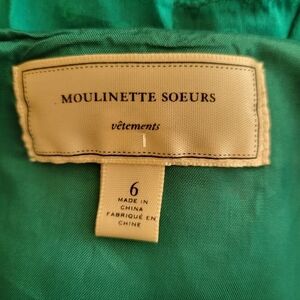 MOULINETTE SOEURS
vêtements
6
MADE IN
CHINA
FABRIQUÉ EN
CHINE